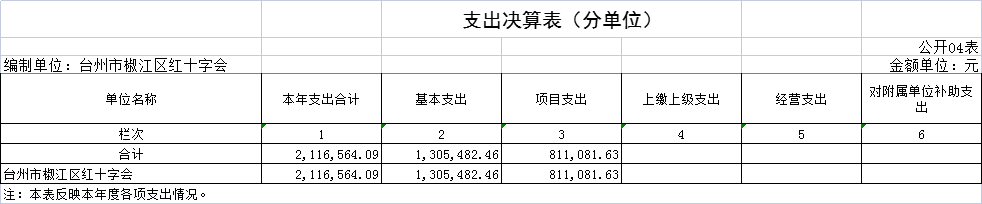 支出决算表（分单位）
公开04表
编制单位：台州市椒江区红十字会 金额单位：元
单位名称 本年支出合计 基本支出 项目支出 上缴上级支出 经营支出 对附属单位补助支
出
栏次 1 2 3 4 5 6
合计 2,116,564.09 1,305,482.46 811,081.63
台州市椒江区红十字会 2,116,564.09 1,305,482.46 811,081.63
注：本表反映本年度各项支出情况。